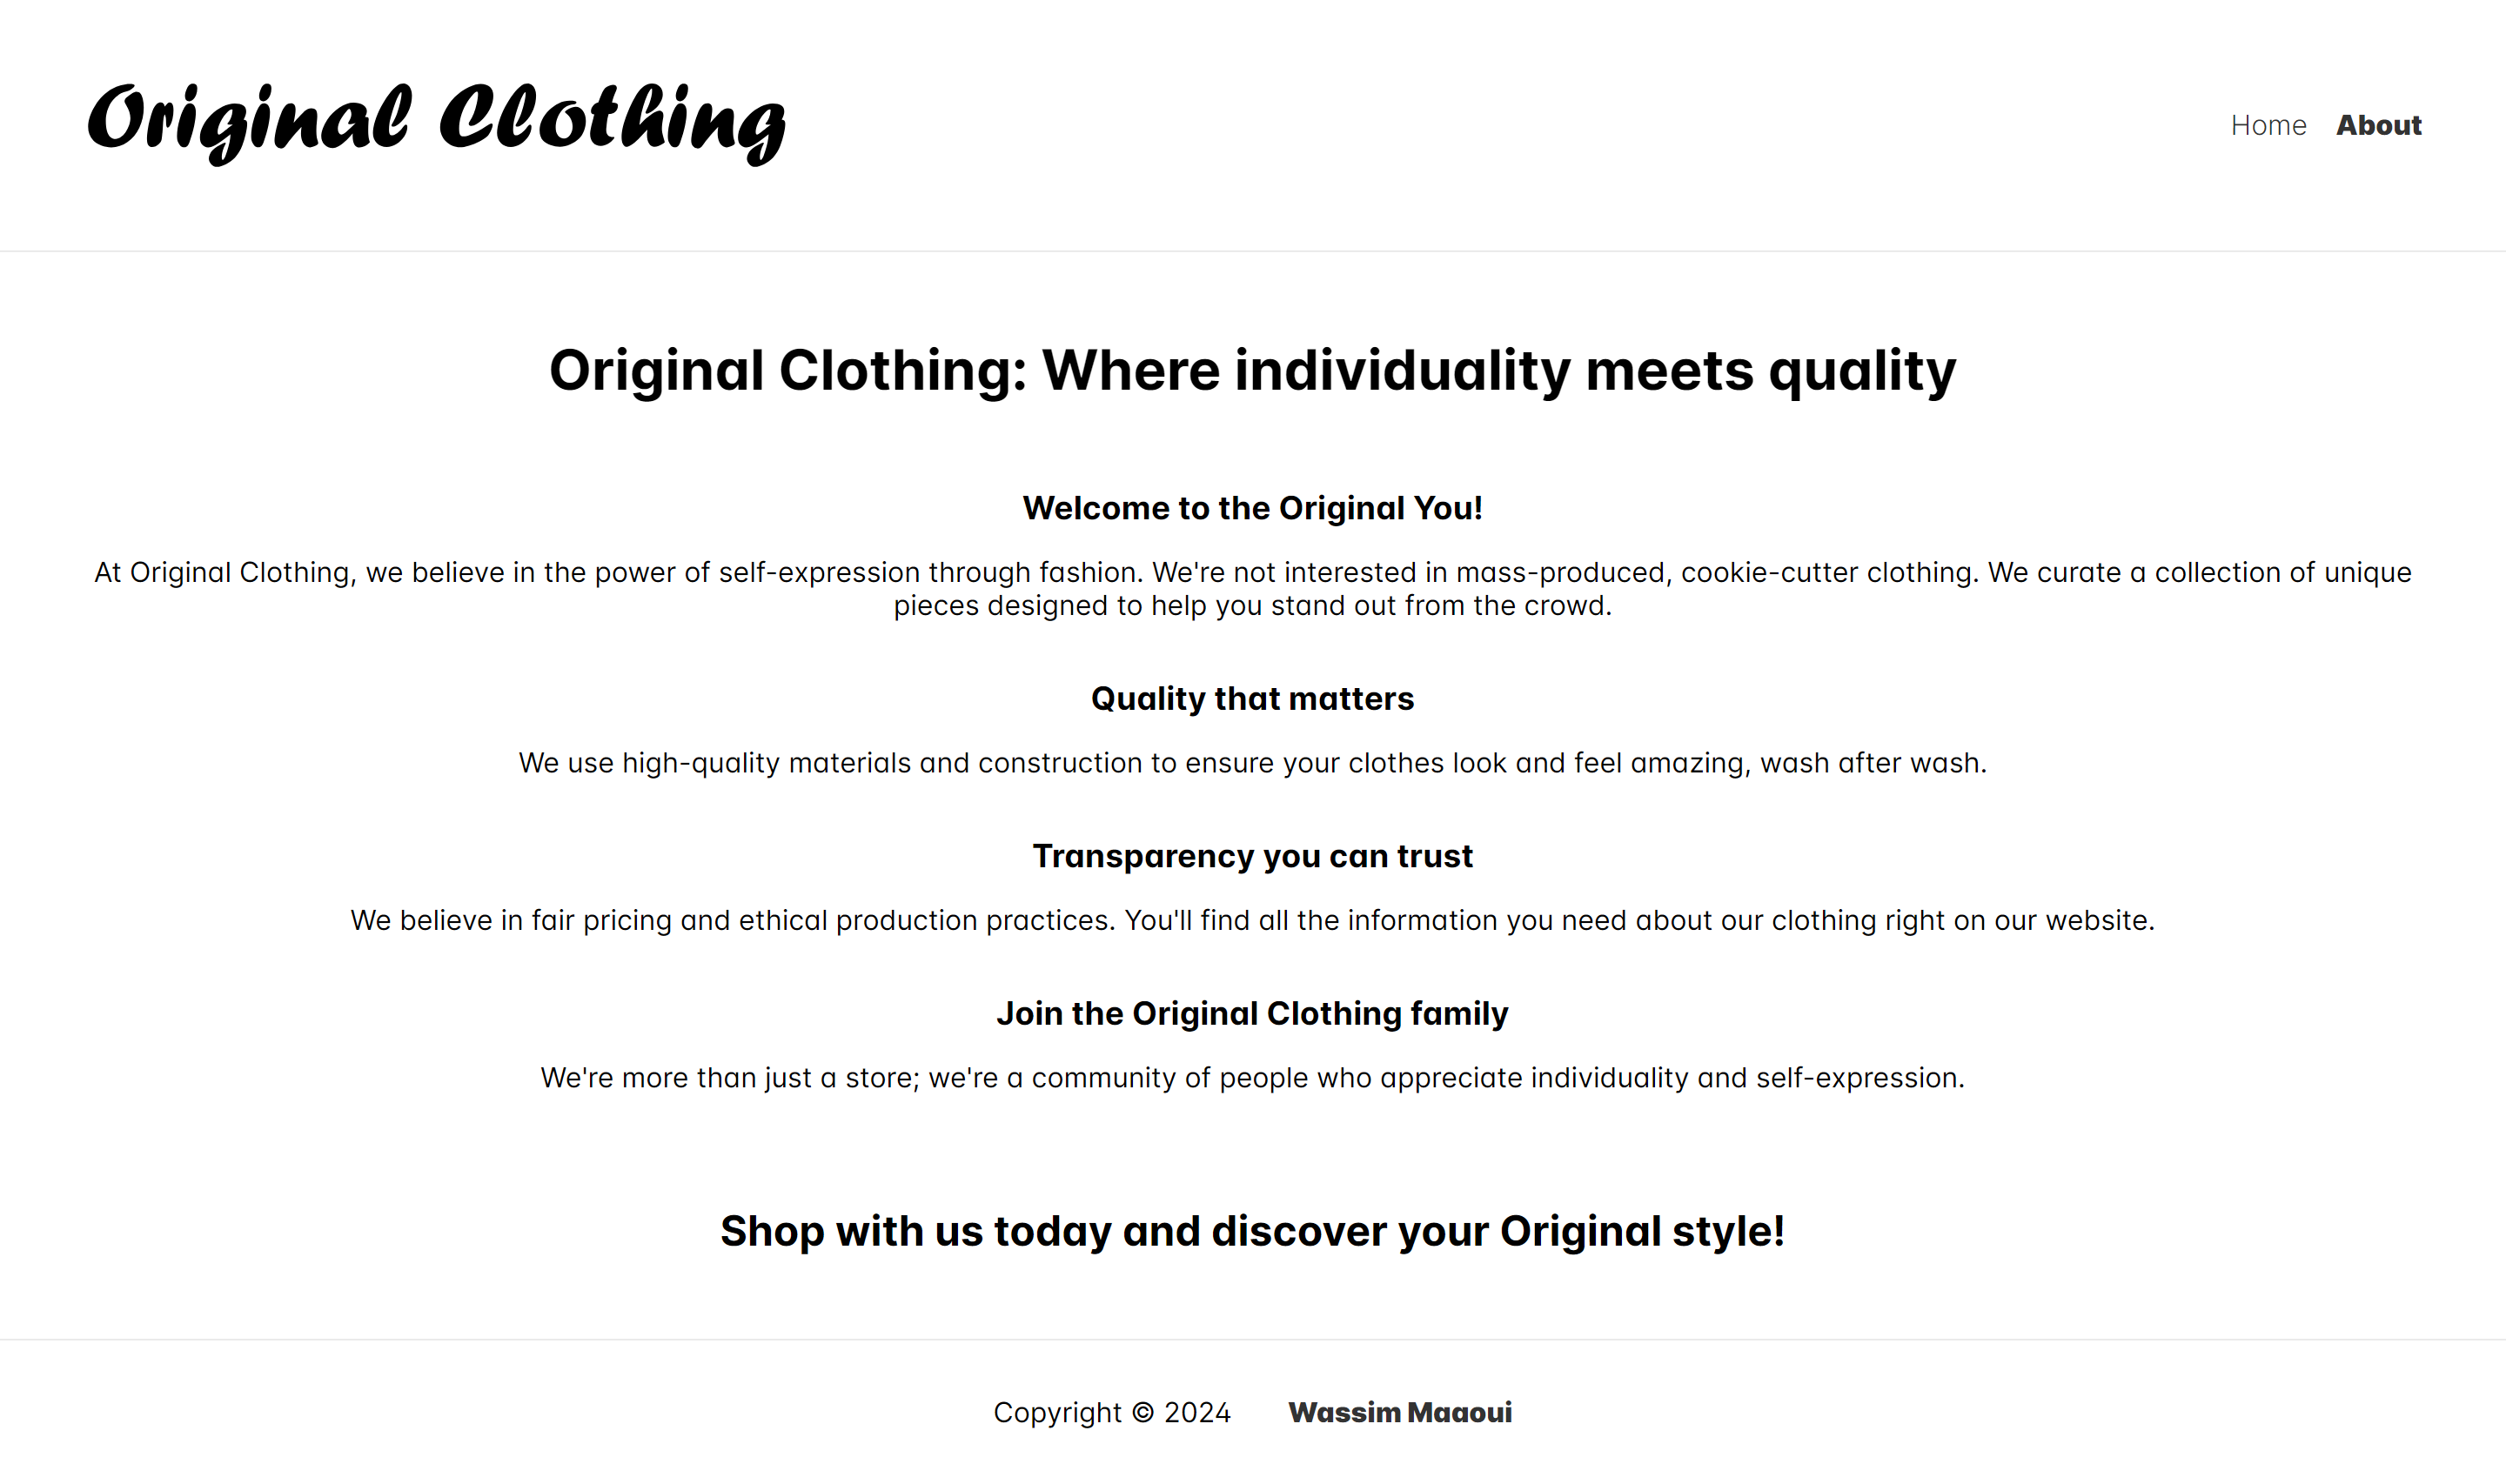 Original Clothing
Home About
Original Clothing: Where individuality meets quality
Welcome to the Original You!
At Original Clothing, we believe in the power of self-expression through fashion. We're not interested in mass-produced, cookie-cutter clothing. We curate a collection of unique
pieces designed to help you stand out from the crowd.
Quality that matters
We use high-quality materials and construction to ensure your clothes look and feel amazing, wash after wash.
Transparency you can trust
We believe in fair pricing and ethical production practices. You'll find all the information you need about our clothing right on our website.
Join the Original Clothing family
We're more than just a store; we're a community of people who appreciate individuality and self-expression.
Shop with us today and discover your Original style!
Copyright © 2024 Wassim Maaoui